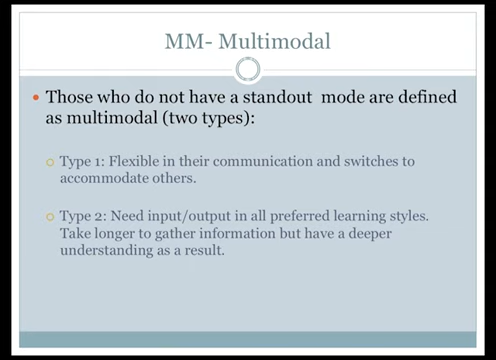 MM- Multimodal
Those who do not have a standout mode are defined
as multimodal (two types):
Type 1: Flexible in their communication and switches to
accommodate others.
Type 2: Need input/output in all preferred learning styles.
Take longer to gather information but have a deeper
understanding as a result.